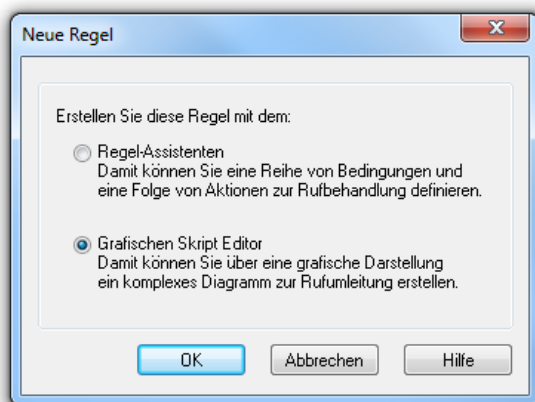 Neue Regel
Erstellen Sie diese Regel mit dem:
Regel-Assistenten
Damit können Sie eine Reihe von Bedingungen und
eine Folge von Aktionen zur Rufbehandlung definieren.
Grafischen Skript Editor
Damit können Sie über eine grafische Darstellung
ein komplexes Diagramm zur Rufumleitung erstellen.
OK Abbrechen Hilfe